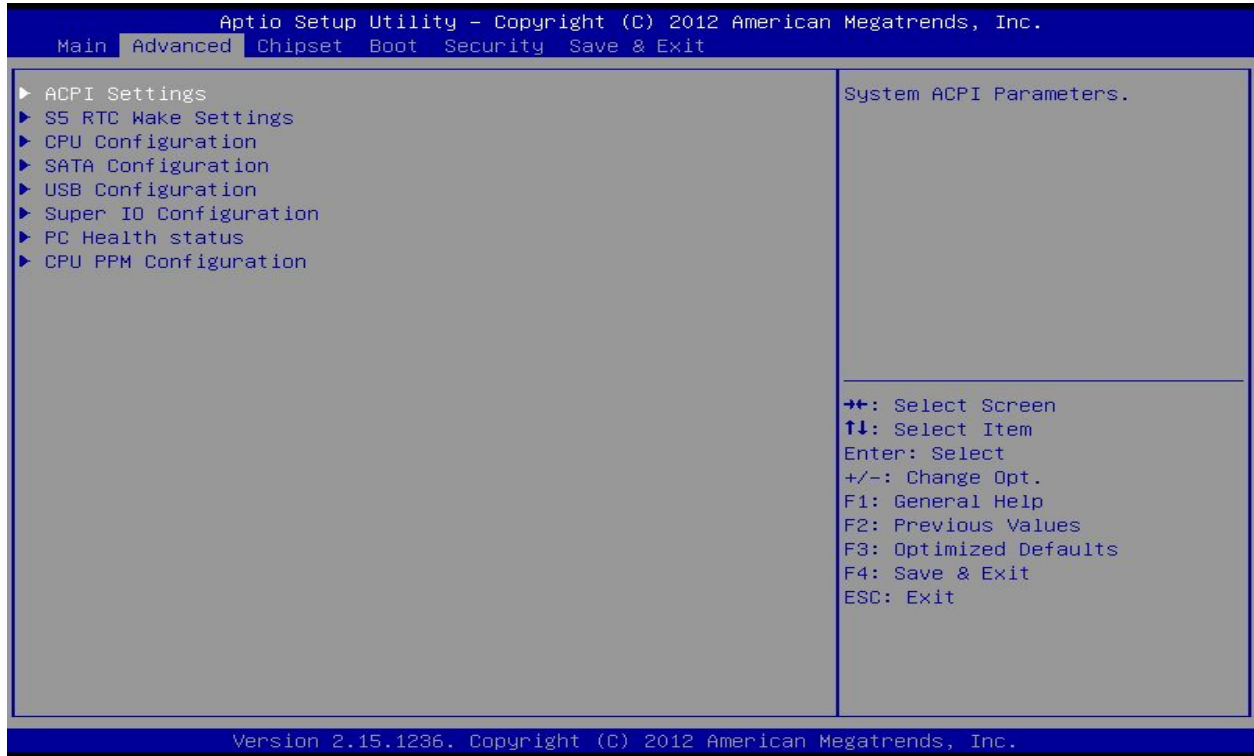 Aptio Setup Utility – Copyright (C) 2012 American Megatrends, Inc.
Main Advanced Chipset Boot Security Save & Exit
► ACPI Settings
► S5 RTC Wake Settings
► CPU Configuration
► SATA Configuration
► USB Configuration
► Super IO Configuration
► PC Health status
► CPU PPM Configuration
System ACPI Parameters.
→←: Select Screen
↑↓: Select Item
Enter: Select
+/-: Change Opt.
F1: General Help
F2: Previous Values
F3: Optimized Defaults
F4: Save & Exit
ESC: Exit
Version 2.15.1236. Copyright (C) 2012 American Megatrends, Inc.